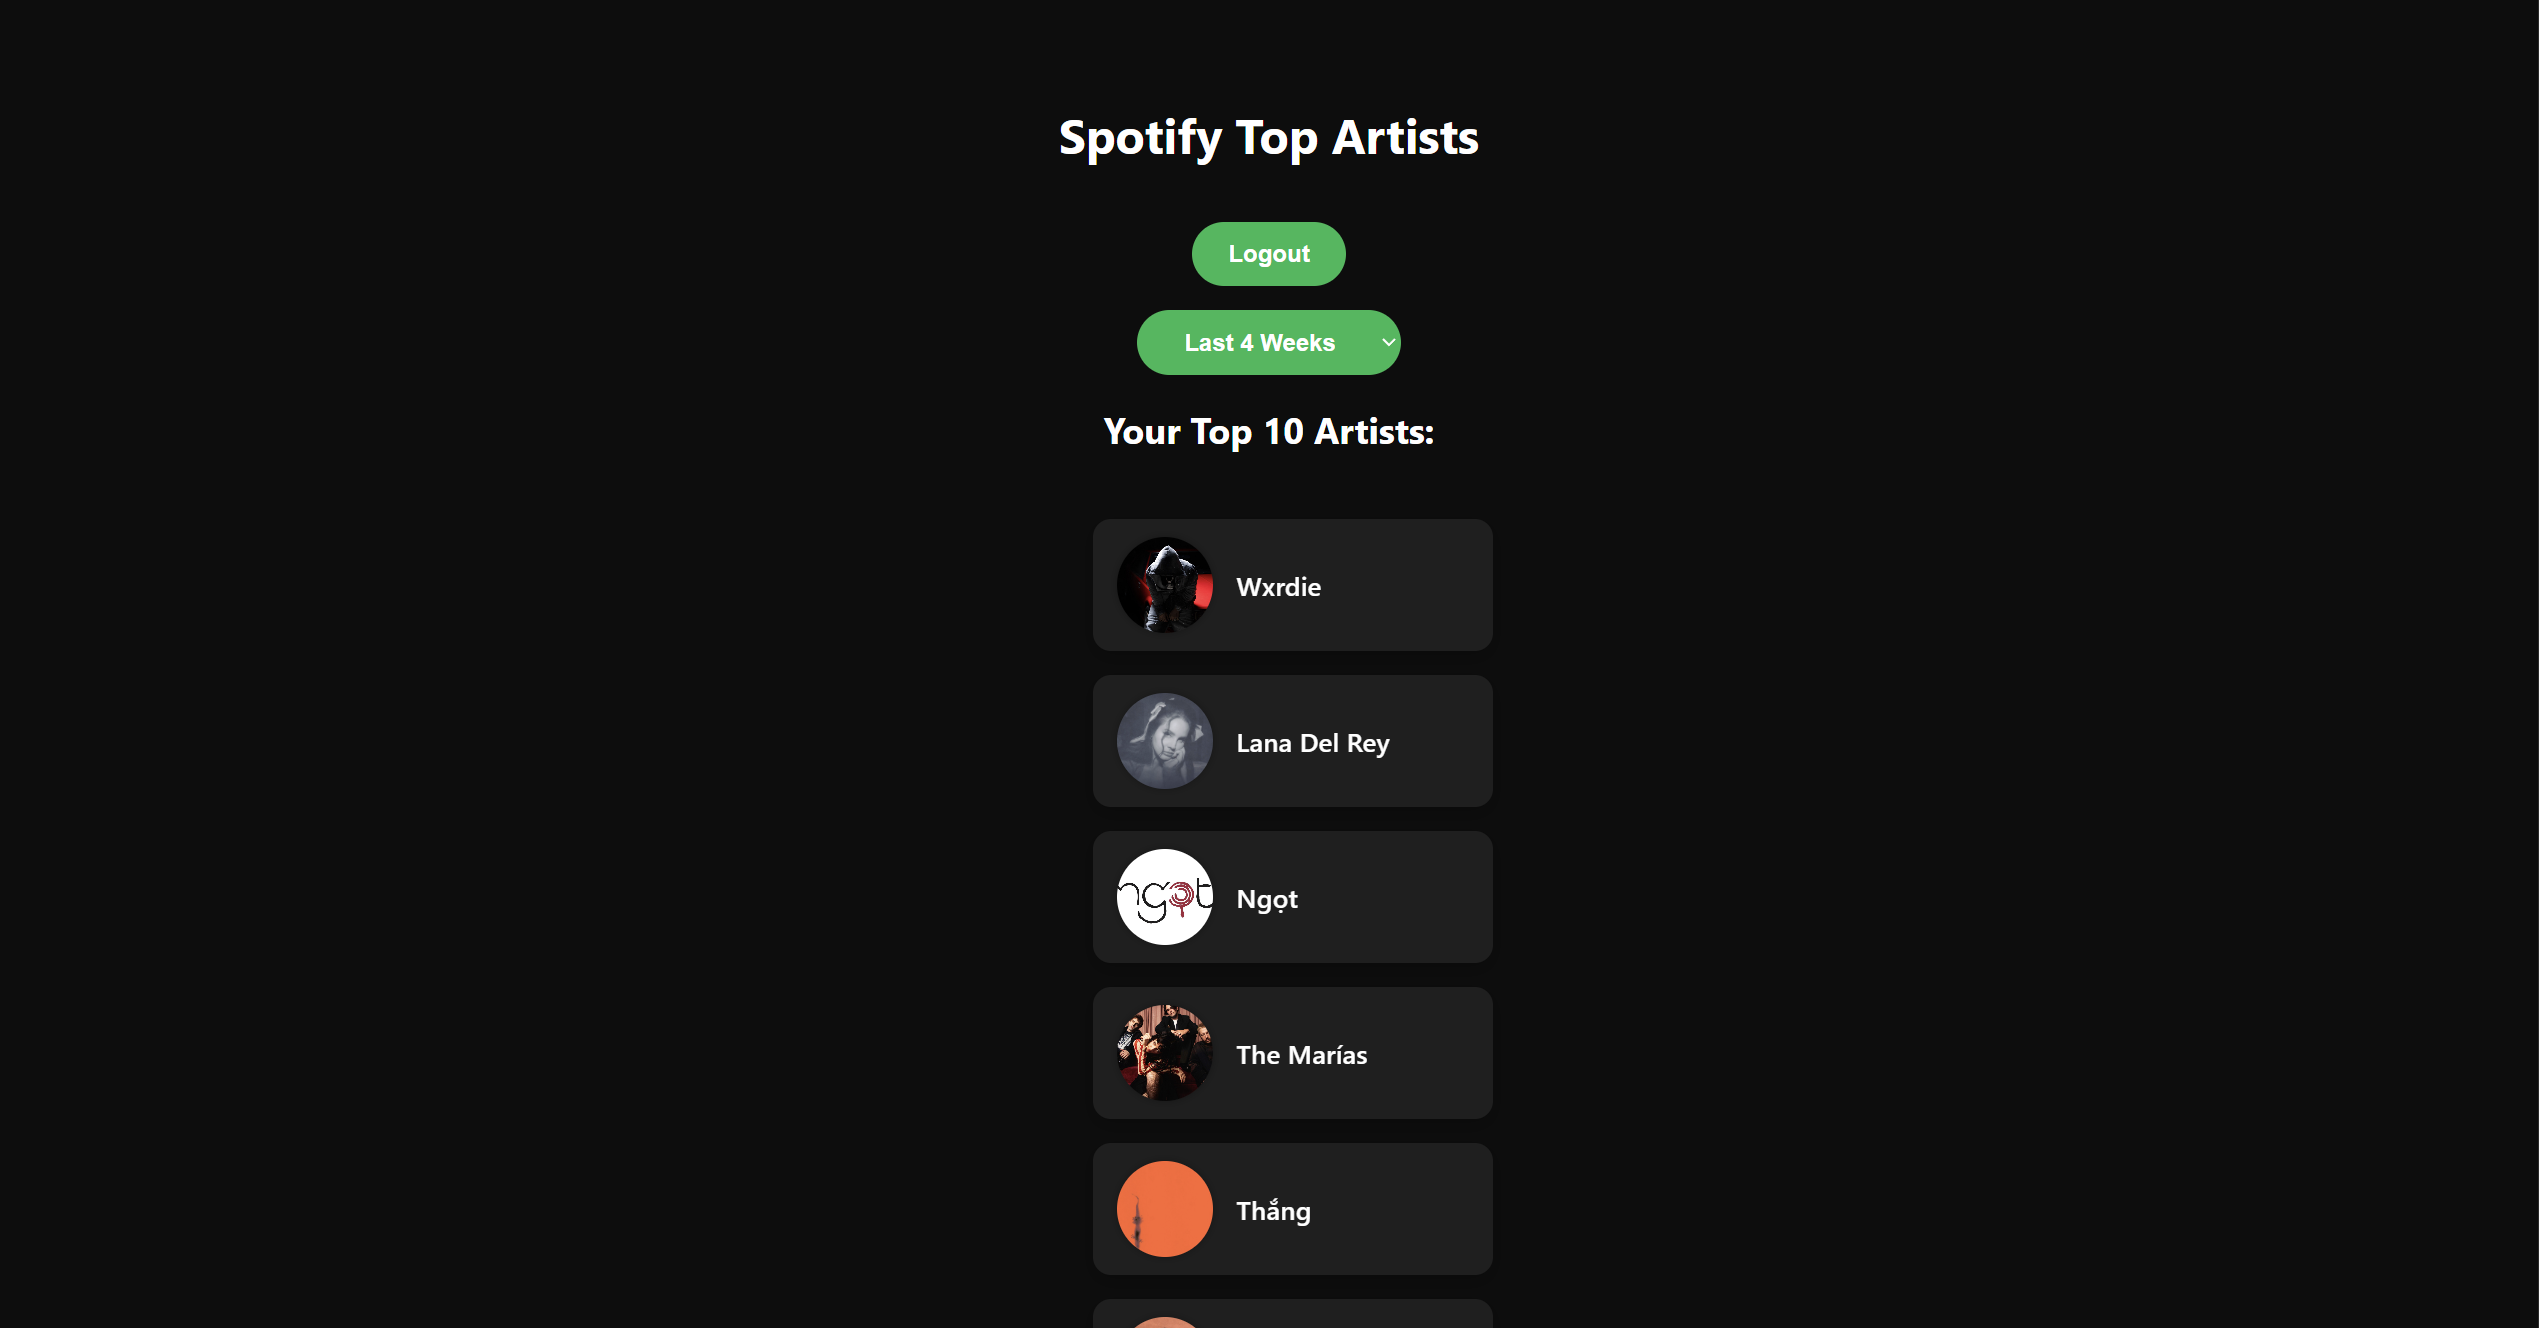 Spotify Top Artists
Logout
Last 4 Weeks
Your Top 10 Artists:
Wxrdie
Lana Del Rey
ngọt
Ngọt
The Marías
Thắng